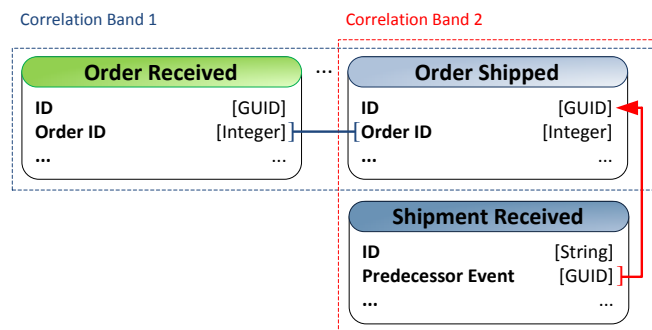 Correlation Band 1
Correlation Band 2
Order Received
...
Order Shipped
ID [GUID]
Order ID [Integer]
... ...
ID [GUID]
Order ID [Integer]
... ...
Shipment Received
ID [String]
Predecessor Event [GUID]
... ...